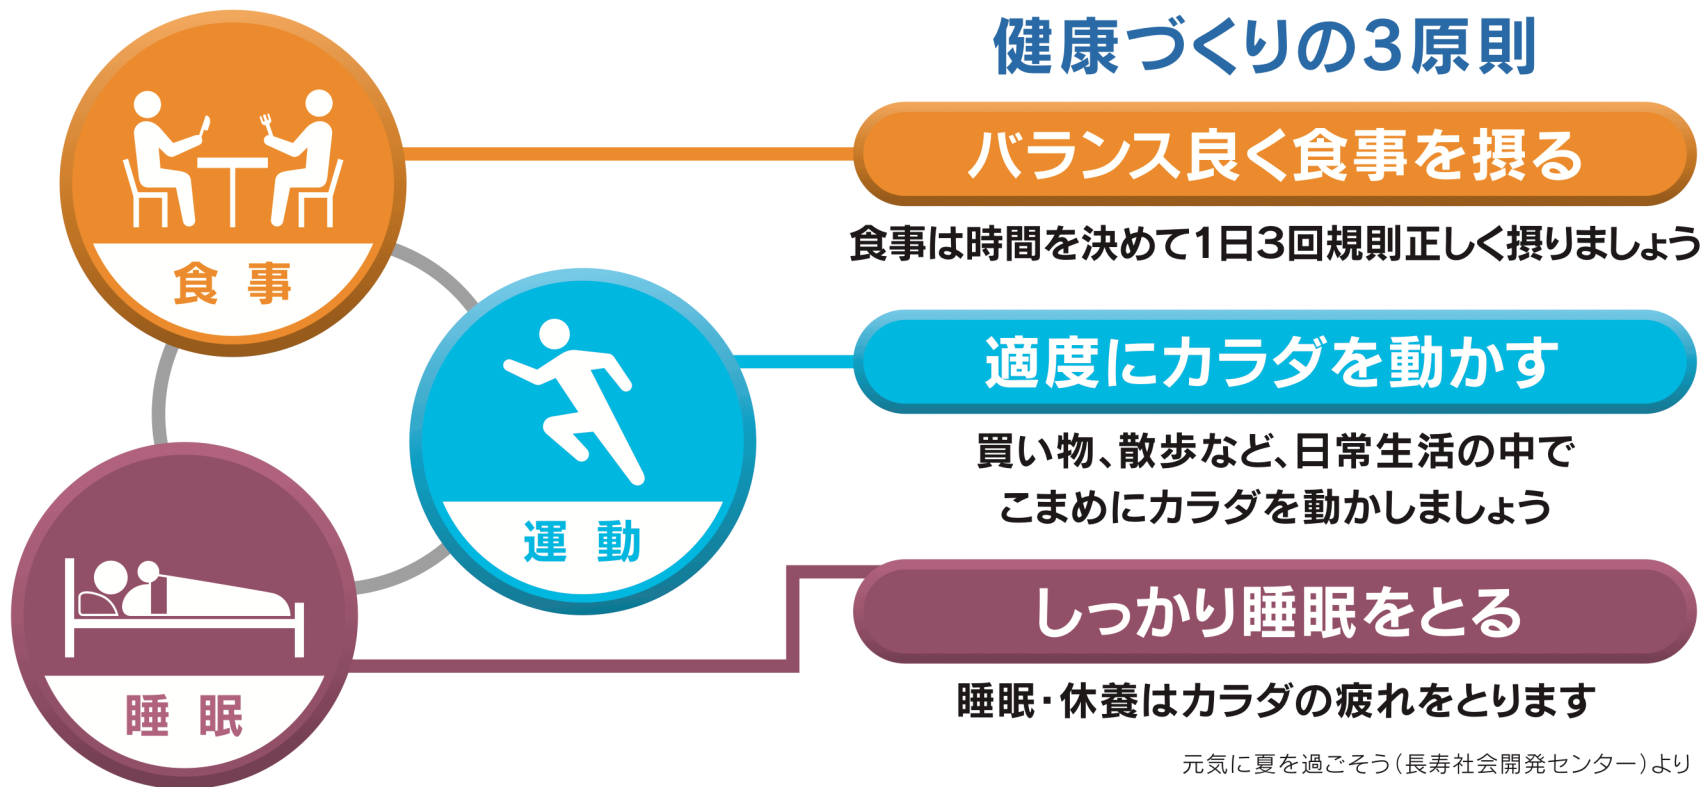 健康づくりの3原則
食事
バランス良く食事を摂る
食事は時間を決めて1日3回規則正しく摂りましょう
運動
適度にカラダを動かす
買い物、散歩など、日常生活の中で
こまめにカラダを動かしましょう
睡眠
しっかり睡眠をとる
睡眠・休養はカラダの疲れをとります
元気に夏を過ごそう（長寿社会開発センター）より